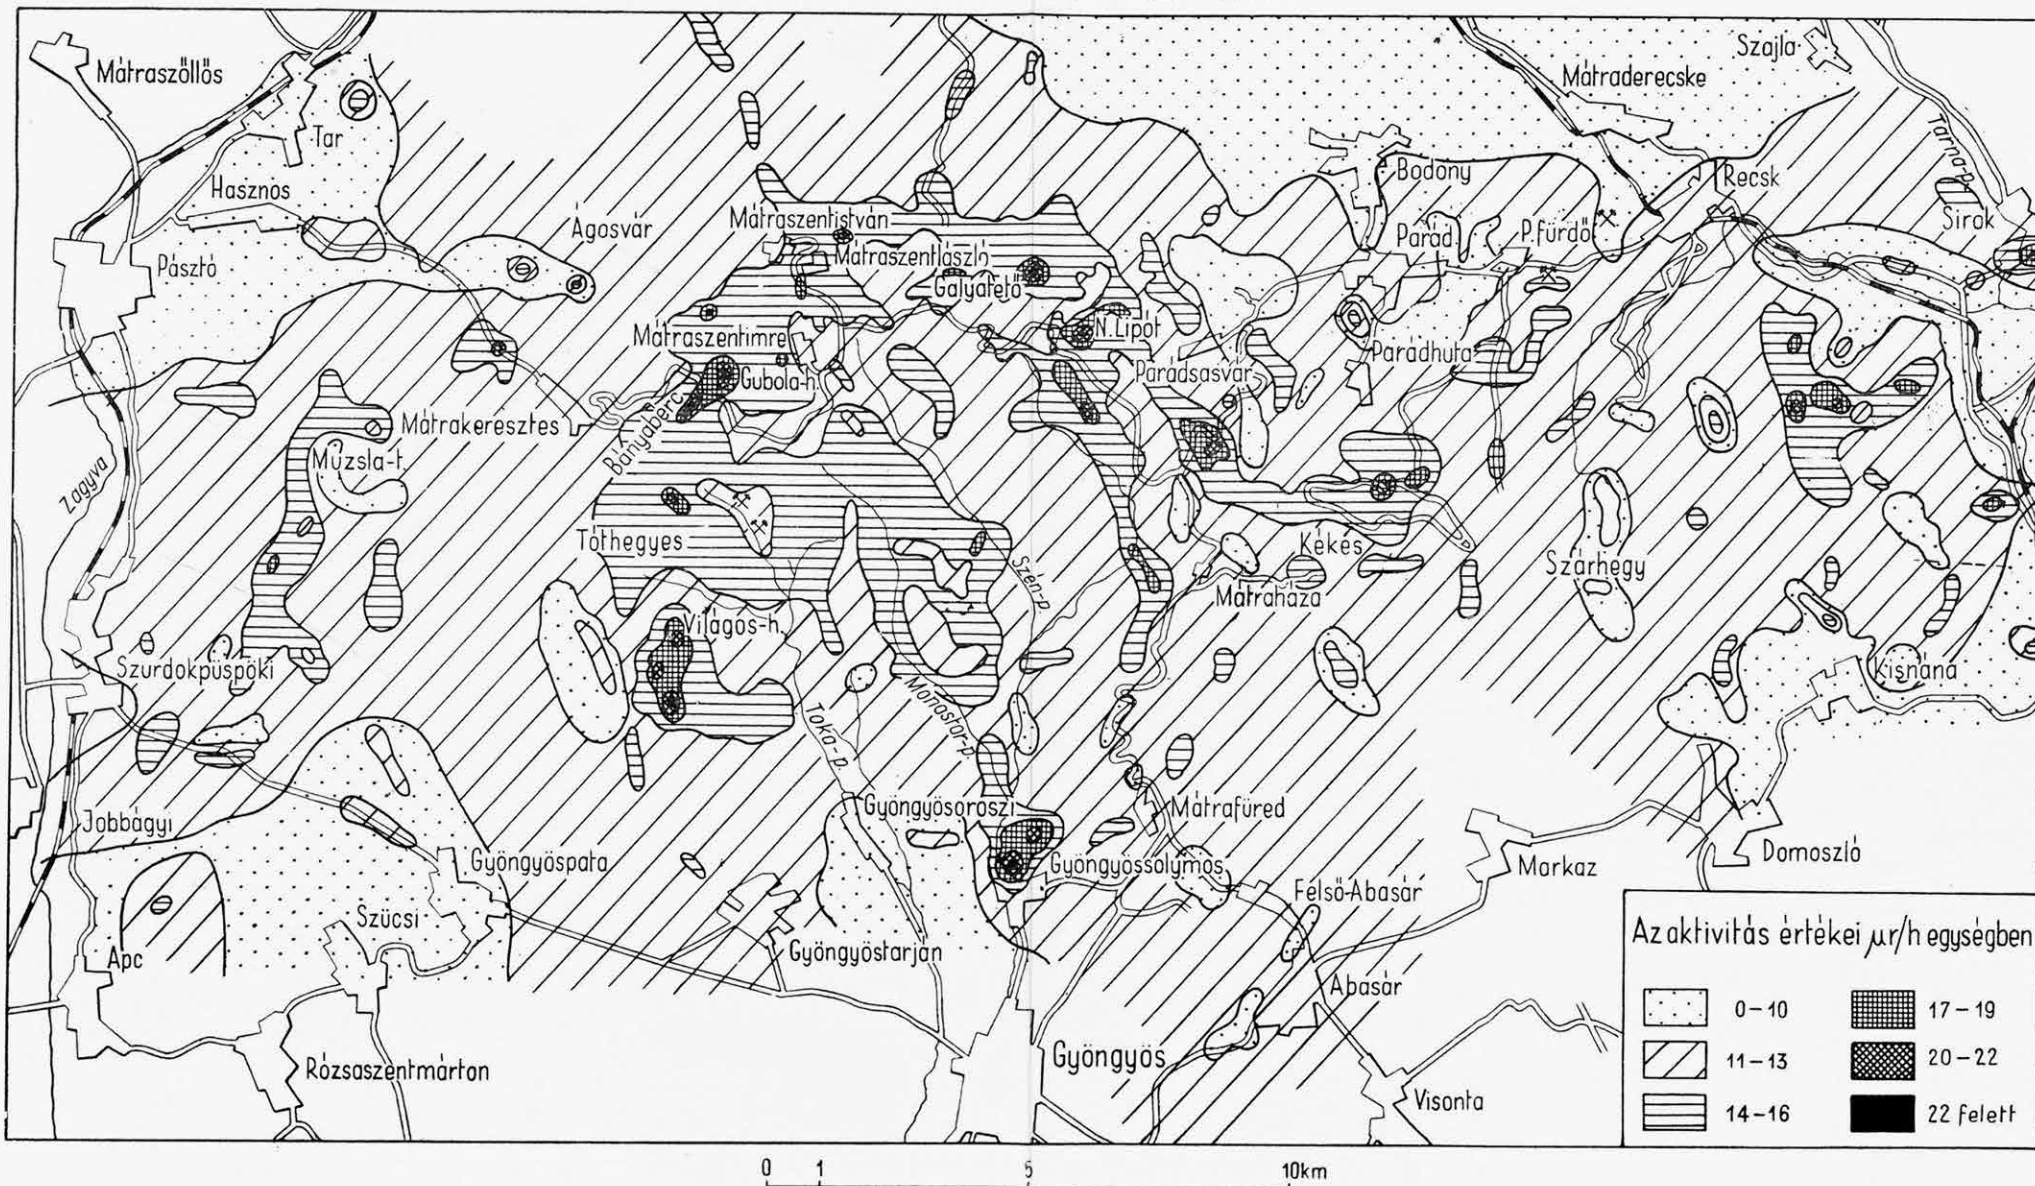 Szajla
Mátraszőllős
Mátraderecske
Tar
Tarna-p.
Hasznos
Bodony
Recsk
Sirok
Mátraszentistván
Ágosvár
Parád
P.fürdő
Pásztó
Mátraszentlászló
Galyatető
N.Lipót
Mátraszentimre
Parádhuta
Parádsasvár
Gubola-h.
Mátrakeresztes
Bányabérc
Muzsla-t.
Zagyva
Tóthegyes
Kékes
Szén-p.
Szárhegy
Mátraháza
Világos-h.
Szurdokpüspöki
Kisnána
Monostor-p.
Toka-p.
Gyöngyösoroszi
Mátrafüred
Jobbágyi
Gyöngyöspata
Gyöngyössolymos
Markaz
Domoszló
Felső-Abasár
Szücsi
Apc
Gyöngyöstarján
Abasár
Gyöngyös
Rózsaszentmárton
Visonta
Az aktivitás értékei µr/h egységben
0-10
17-19
11-13
20-22
14-16
22 felett
0 1 5 10km